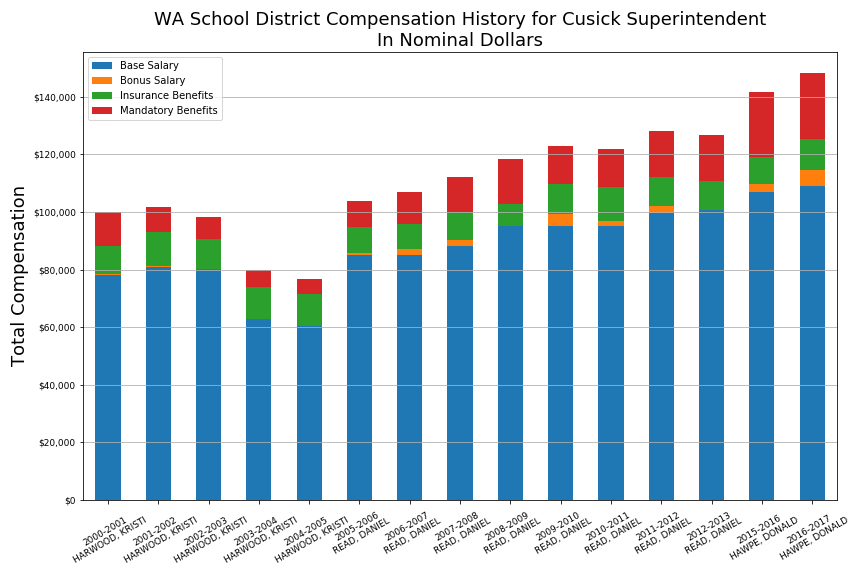 WA School District Compensation History for Cusick Superintendent
In Nominal Dollars
Base Salary
Bonus Salary
Insurance Benefits
Mandatory Benefits
Total Compensation
$140,000
$120,000
$100,000
$80,000
$60,000
$40,000
$20,000
$0
2000-2001
HARWOOD, KRISTI
2001-2002
HARWOOD, KRISTI
2002-2003
HARWOOD, KRISTI
2003-2004
HARWOOD, KRISTI
2004-2005
HARWOOD, KRISTI
2005-2006
READ, DANIEL
2006-2007
READ, DANIEL
2007-2008
READ, DANIEL
2008-2009
READ, DANIEL
2009-2010
READ, DANIEL
2010-2011
READ, DANIEL
2011-2012
READ, DANIEL
2012-2013
READ, DANIEL
2015-2016
HAWPE, DONALD
2016-2017
HAWPE, DONALD